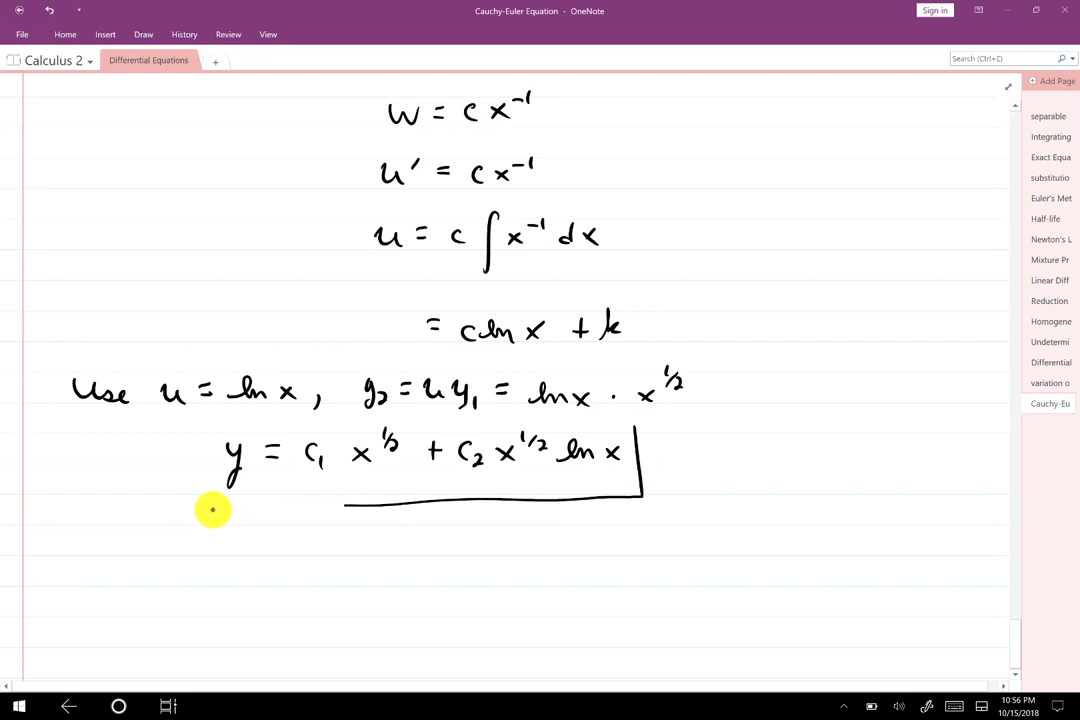 Cauchy-Euler Equation - OneNote
Sign in
File Home Insert Draw History Review View
Calculus 2
Differential Equations
Search (Ctrl+E)
Add Page
w = c x⁻¹
u′ = c x⁻¹
u = c ∫ x⁻¹ dx
= c ln x + k
Use u = ln x, y₂ = u y₁ = ln x · x^1/2
y = c₁ x^1/2 + c₂ x^1/2 ln x
separable
Integrating
Exact Equa
substitutio
Euler's Met
Half-life
Newton's L
Mixture Pr
Linear Diff
Reduction
Homogene
Undetermi
Differential
variation o
Cauchy-Eu
10:56 PM
10/15/2018